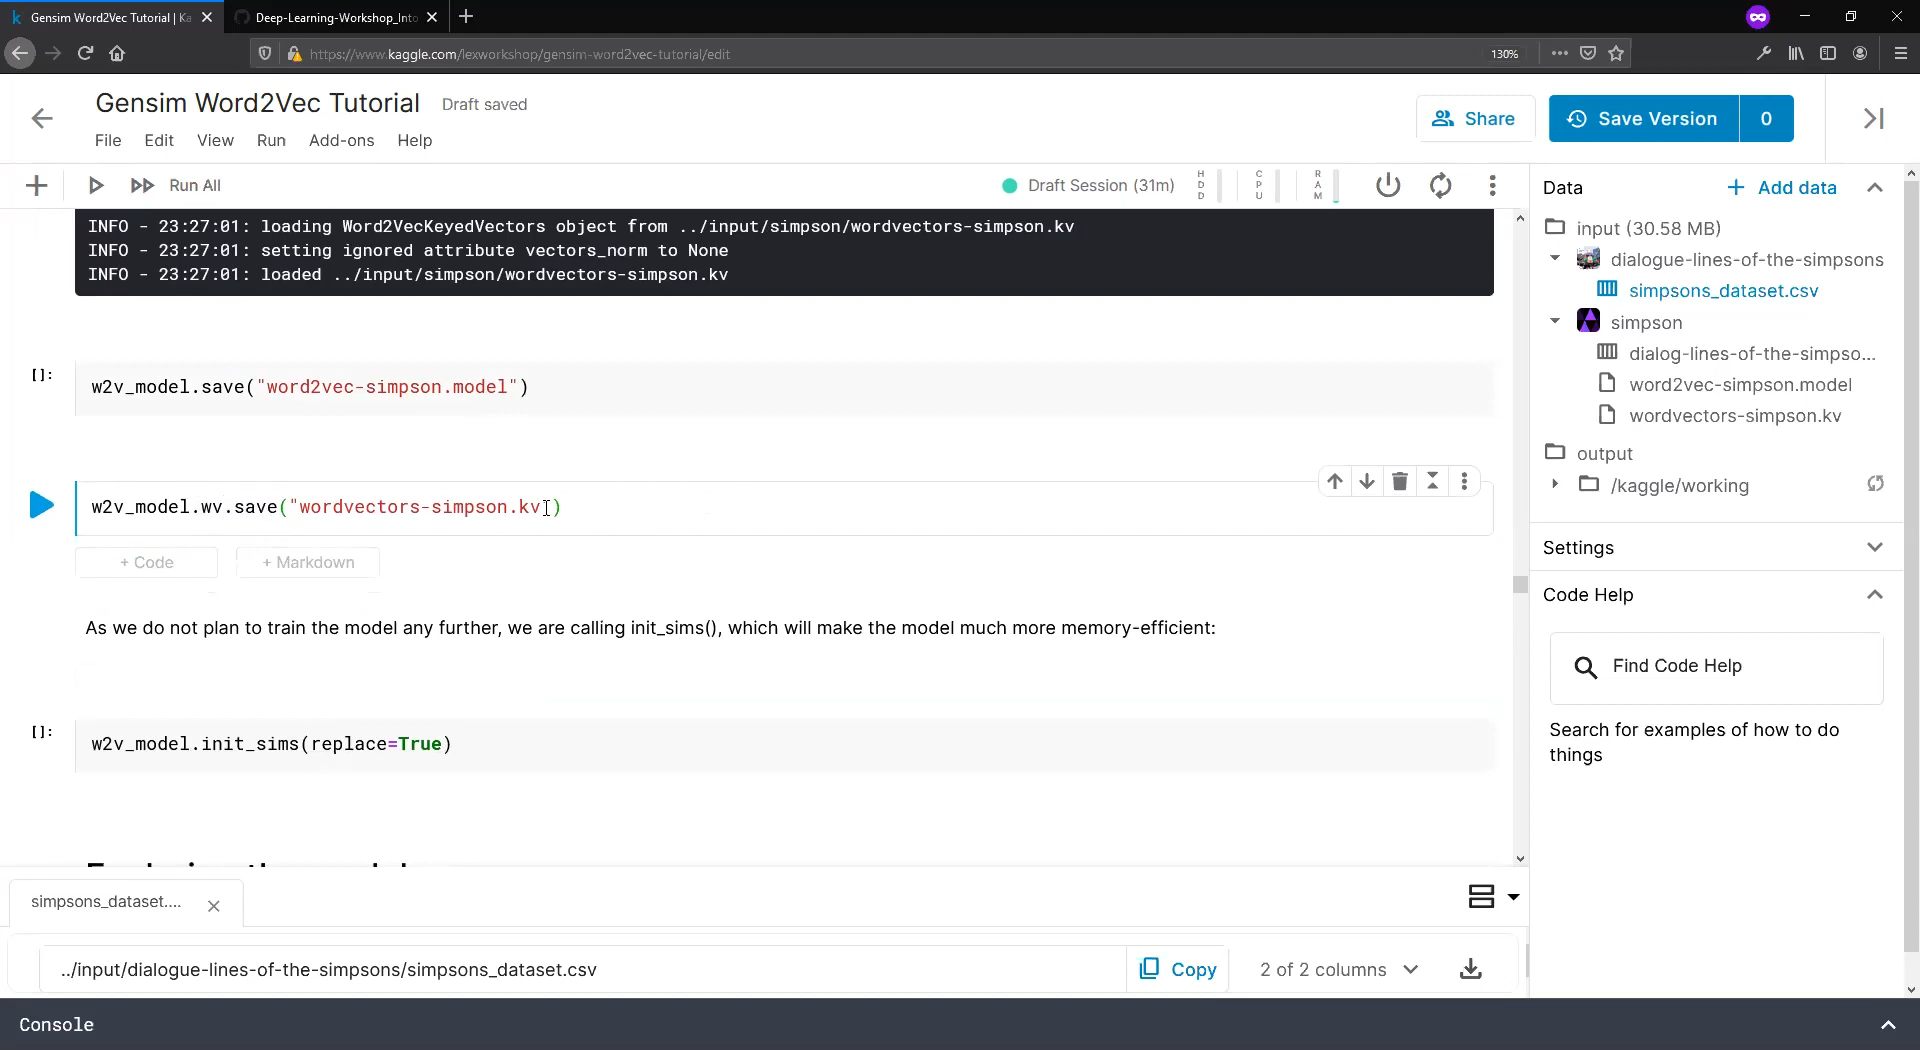 Gensim Word2Vec Tutorial | Ka
Deep-Learning-Workshop_Into
https://www.kaggle.com/lexworkshop/gensim-word2vec-tutorial/edit
130%
Gensim Word2Vec Tutorial
Draft saved
File Edit View Run Add-ons Help
Share
Save Version
0
Run All
Draft Session (31m)
HDD
CPU
RAM
INFO - 23:27:01: loading Word2VecKeyedVectors object from ../input/simpson/wordvectors-simpson.kv
INFO - 23:27:01: setting ignored attribute vectors_norm to None
INFO - 23:27:01: loaded ../input/simpson/wordvectors-simpson.kv
[]:
w2v_model.save("word2vec-simpson.model")
w2v_model.wv.save("wordvectors-simpson.kv")
+ Code
+ Markdown
As we do not plan to train the model any further, we are calling init_sims(), which will make the model much more memory-efficient:
[]:
w2v_model.init_sims(replace=True)
simpsons_dataset....
../input/dialogue-lines-of-the-simpsons/simpsons_dataset.csv
Copy
2 of 2 columns
Console
Data
Add data
input (30.58 MB)
dialogue-lines-of-the-simpsons
simpsons_dataset.csv
simpson
dialog-lines-of-the-simpso...
word2vec-simpson.model
wordvectors-simpson.kv
output
/kaggle/working
Settings
Code Help
Find Code Help
Search for examples of how to do
things